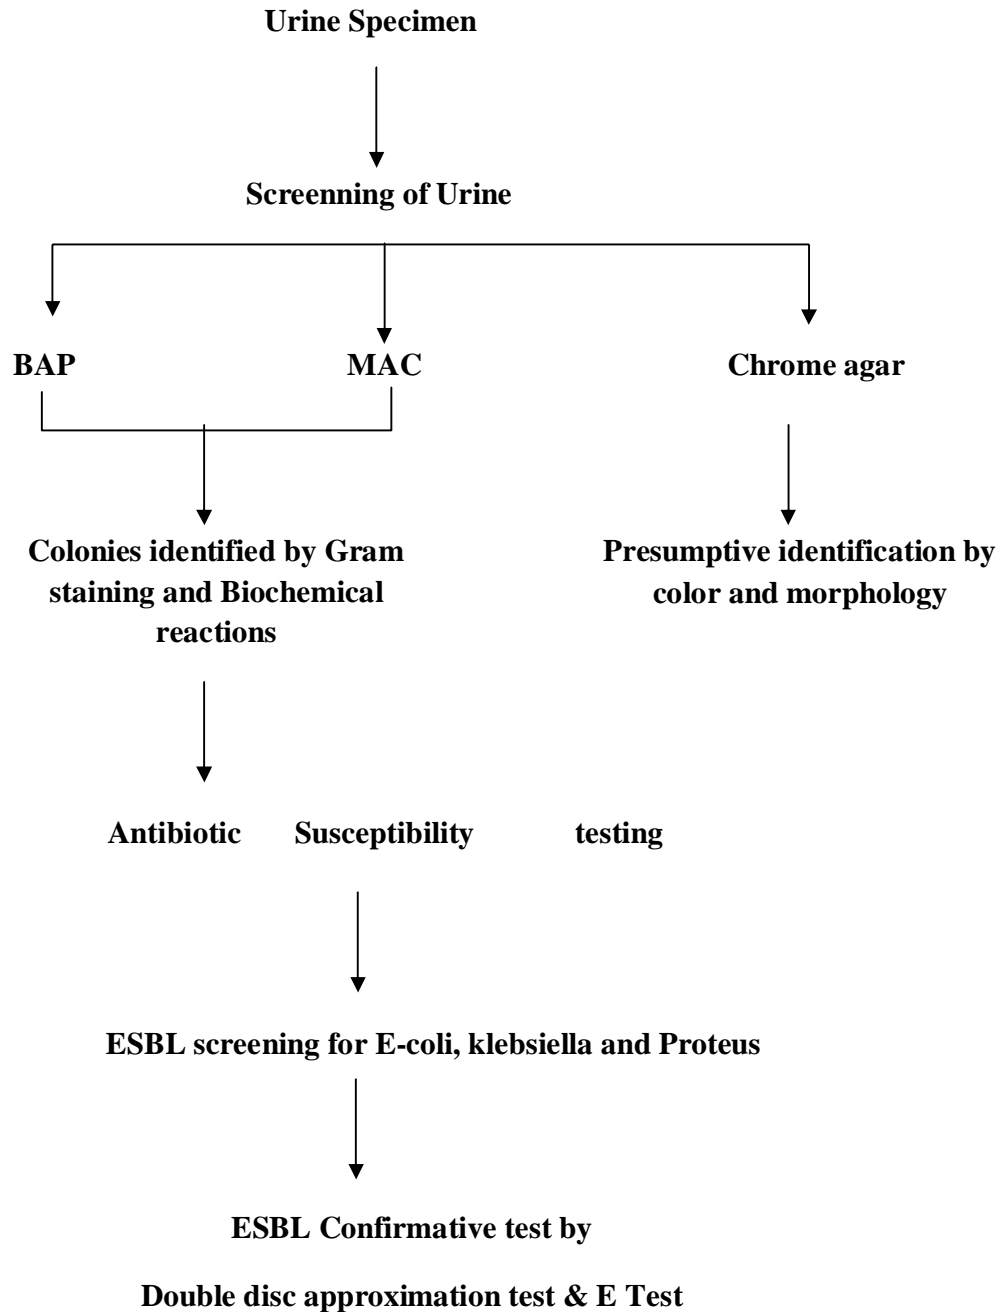 Urine Specimen
Screenning of Urine
BAP MAC Chrome agar
Colonies identified by Gram
staining and Biochemical
reactions
Presumptive identification by
color and morphology
Antibiotic Susceptibility testing
ESBL screening for E-coli, klebsiella and Proteus
ESBL Confirmative test by
Double disc approximation test & E Test